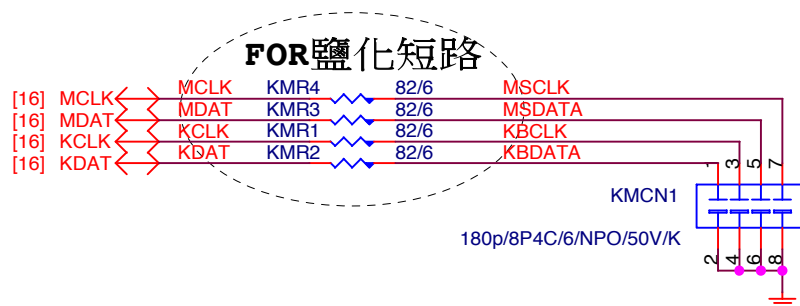 FOR鹽化短路
[16] MCLK MCLK KMR4 82/6 MSCLK
[16] MDAT MDAT KMR3 82/6 MSDATA
[16] KCLK KCLK KMR1 82/6 KBCLK
[16] KDAT KDAT KMR2 82/6 KBDATA
1 3 5 7
KMCN1
180p/8P4C/6/NPO/50V/K
2 4 6 8